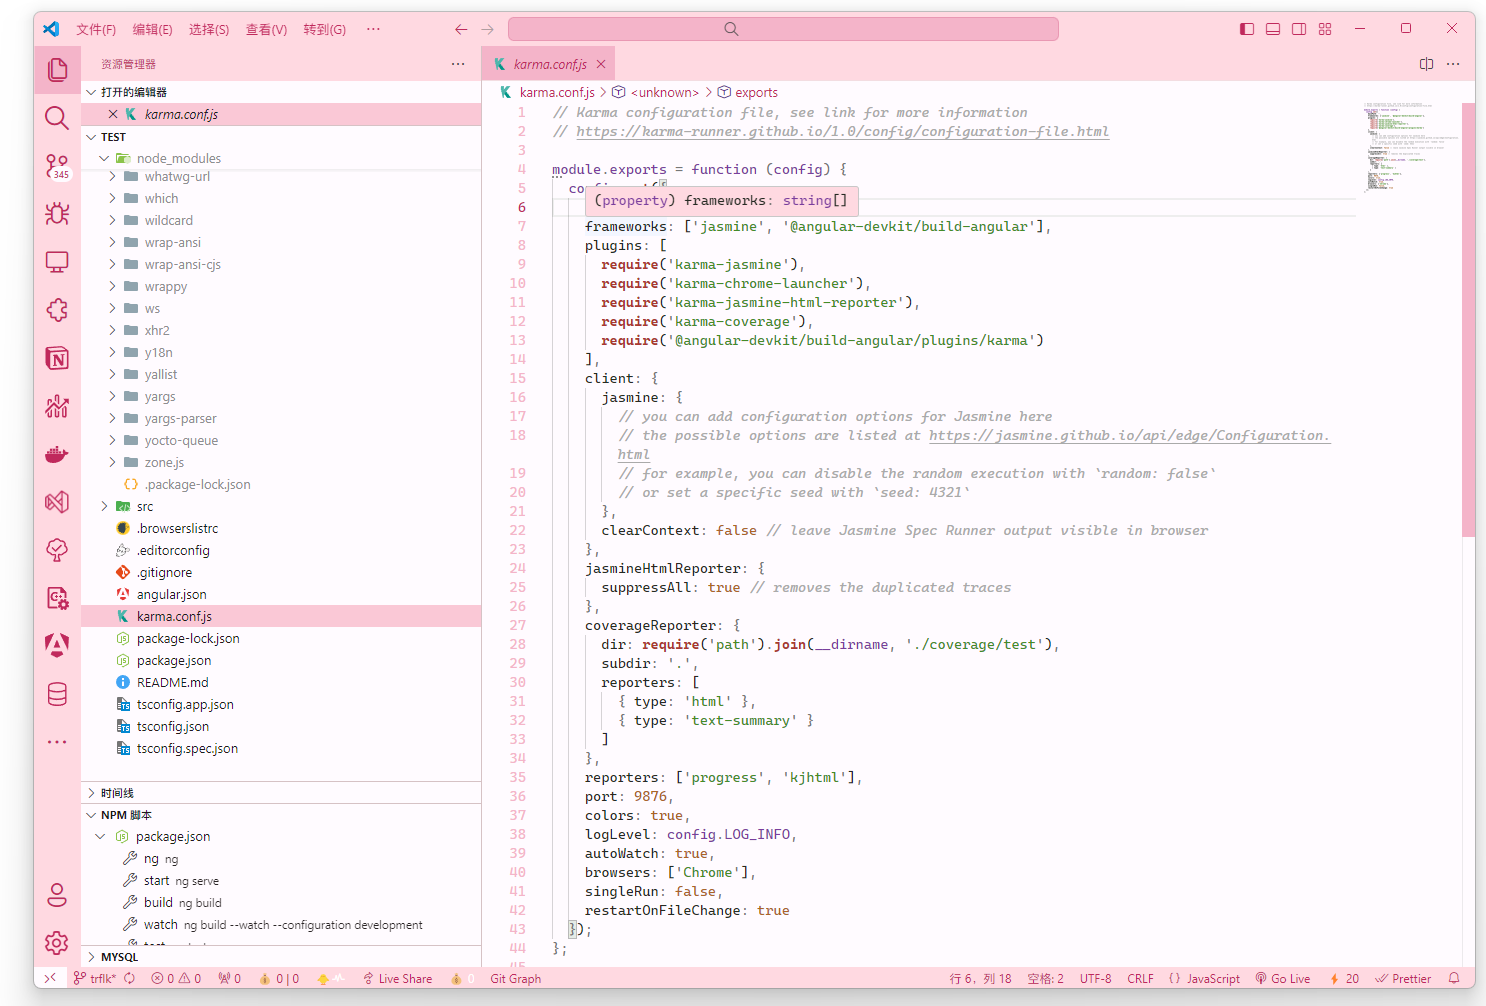 文件(F) 编辑(E) 选择(S) 查看(V) 转到(G) ···
资源管理器 ···
打开的编辑器
karma.conf.js
TEST
node_modules
whatwg-url
which
wildcard
wrap-ansi
wrap-ansi-cjs
wrappy
ws
xhr2
y18n
yallist
yargs
yargs-parser
yocto-queue
zone.js
.package-lock.json
src
.browserslistrc
.editorconfig
.gitignore
angular.json
karma.conf.js
package-lock.json
package.json
README.md
tsconfig.app.json
tsconfig.json
tsconfig.spec.json
时间线
NPM 脚本
package.json
ng ng
start ng serve
build ng build
watch ng build --watch --configuration development
MYSQL
345
karma.conf.js
karma.conf.js > <unknown> > exports
1 // Karma configuration file, see link for more information
2 // https://karma-runner.github.io/1.0/config/configuration-file.html
3
4 module.exports = function (config) {
5
(property) frameworks: string[]
6
7 frameworks: ['jasmine', '@angular-devkit/build-angular'],
8 plugins: [
9 require('karma-jasmine'),
10 require('karma-chrome-launcher'),
11 require('karma-jasmine-html-reporter'),
12 require('karma-coverage'),
13 require('@angular-devkit/build-angular/plugins/karma')
14 ],
15 client: {
16 jasmine: {
17 // you can add configuration options for Jasmine here
18 // the possible options are listed at https://jasmine.github.io/api/edge/Configuration.
html
19 // for example, you can disable the random execution with `random: false`
20 // or set a specific seed with `seed: 4321`
21 },
22 clearContext: false // leave Jasmine Spec Runner output visible in browser
23 },
24 jasmineHtmlReporter: {
25 suppressAll: true // removes the duplicated traces
26 },
27 coverageReporter: {
28 dir: require('path').join(__dirname, './coverage/test'),
29 subdir: '.',
30 reporters: [
31 { type: 'html' },
32 { type: 'text-summary' }
33 ]
34 },
35 reporters: ['progress', 'kjhtml'],
36 port: 9876,
37 colors: true,
38 logLevel: config.LOG_INFO,
39 autoWatch: true,
40 browsers: ['Chrome'],
41 singleRun: false,
42 restartOnFileChange: true
43 });
44 };
trflk* 0 0 0 0 | 0 Live Share 0 Git Graph 行 6，列 18 空格: 2 UTF-8 CRLF {} JavaScript Go Live 20 Prettier